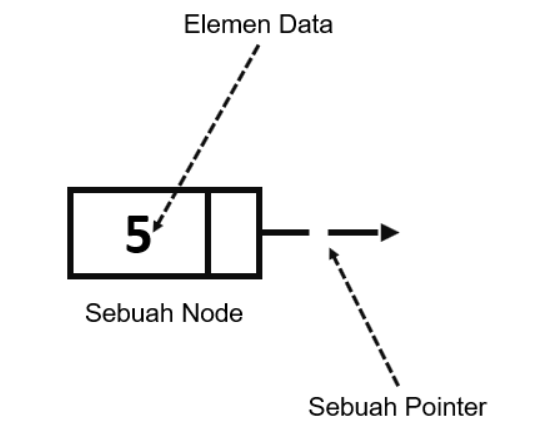 Elemen Data
5
Sebuah Node
Sebuah Pointer